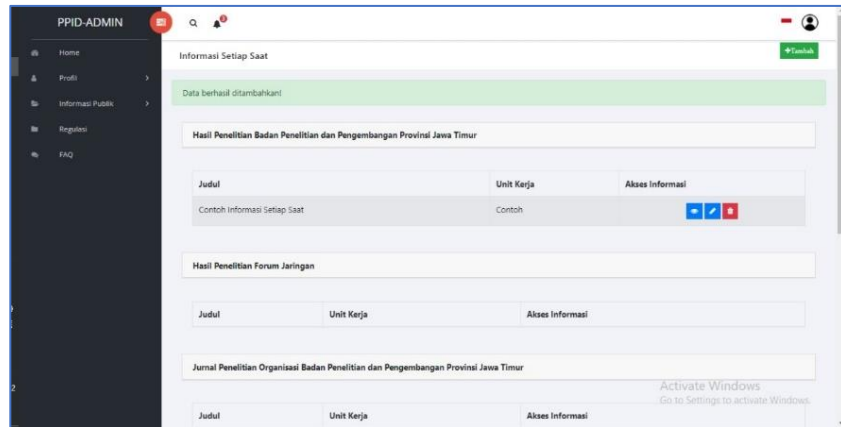 PPID-ADMIN
Home
Profil
Informasi Publik
Regulasi
FAQ
Informasi Setiap Saat
+Tambah
Data berhasil ditambahkan!
Hasil Penelitian Badan Penelitian dan Pengembangan Provinsi Jawa Timur
Judul Unit Kerja Akses Informasi
Contoh Informasi Setiap Saat Contoh
Hasil Penelitian Forum Jaringan
Judul Unit Kerja Akses Informasi
Jurnal Penelitian Organisasi Badan Penelitian dan Pengembangan Provinsi Jawa Timur
Judul Unit Kerja Akses Informasi
Activate Windows
Go to Settings to activate Windows.